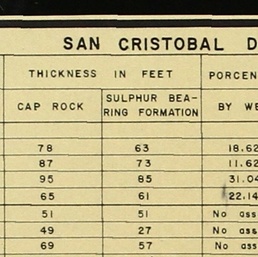 SAN CRISTOBAL D
THICKNESS IN FEET PORCEN
CAP ROCK SULPHUR BEA-
RING FORMATION BY WE
78 63 18.62
87 73 11.62
95 85 31.04
65 61 22.14
51 51 No ass
49 27 No ass
69 57 No ass